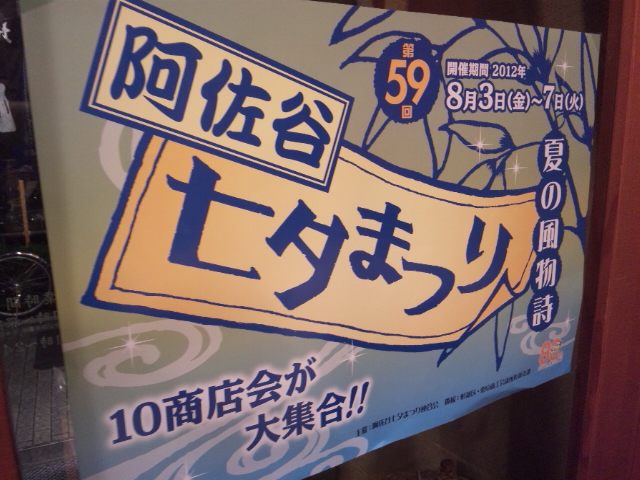 阿佐谷
七夕まつり
第
59
回
開催期間 2012年
8月3日(金)~7日(火)
夏の風物詩
10商店会が
大集合!!